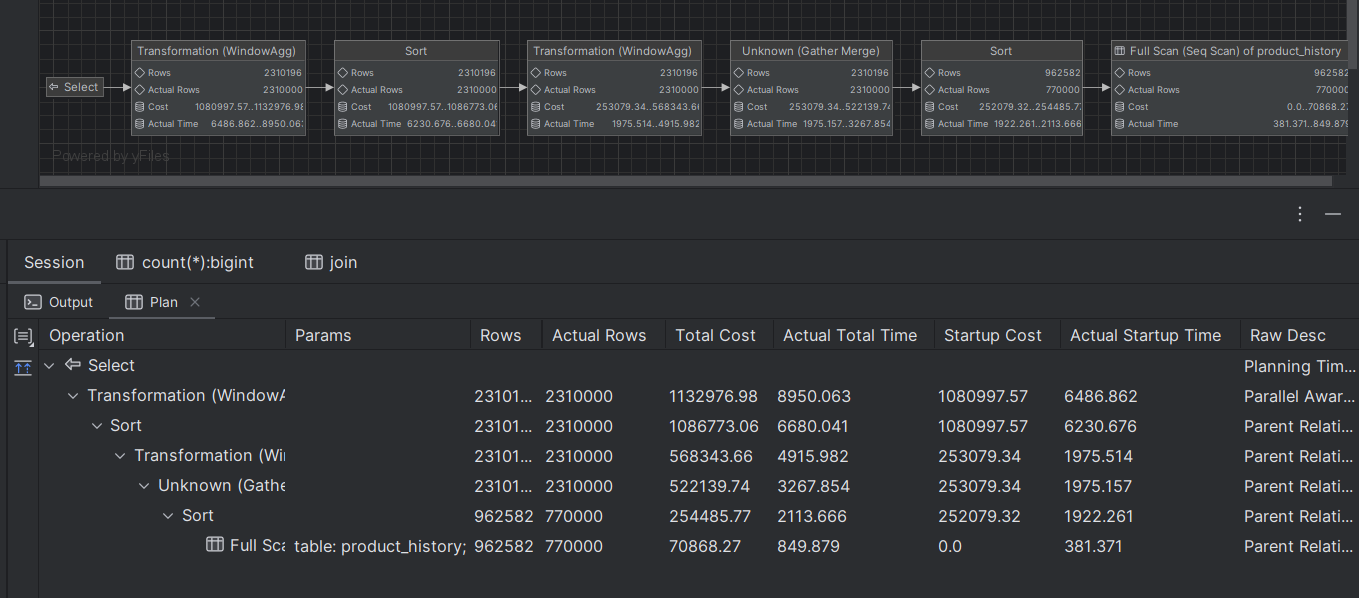 Transformation (WindowAgg)
Rows 2310196
Actual Rows 2310000
Cost 1080997.57..1132976.98
Actual Time 6486.862..8950.06
Sort
Rows 2310196
Actual Rows 2310000
Cost 1080997.57..1086773.06
Actual Time 6230.676..6680.04
Transformation (WindowAgg)
Rows 2310196
Actual Rows 2310000
Cost 253079.34..568343.66
Actual Time 1975.514..4915.982
Unknown (Gather Merge)
Rows 2310196
Actual Rows 2310000
Cost 253079.34..522139.74
Actual Time 1975.157..3267.854
Sort
Rows 962582
Actual Rows 770000
Cost 252079.32..254485.77
Actual Time 1922.261..2113.666
Full Scan (Seq Scan) of product_history
Rows 962582
Actual Rows 770000
Cost 0.0..70868.27
Actual Time 381.371..849.879
Select
Powered by yFiles
Session count(*):bigint join
Output Plan
Operation Params Rows Actual Rows Total Cost Actual Total Time Startup Cost Actual Startup Time Raw Desc
Select Planning Tim...
Transformation (WindowA 23101... 2310000 1132976.98 8950.063 1080997.57 6486.862 Parallel Awar...
Sort 23101... 2310000 1086773.06 6680.041 1080997.57 6230.676 Parent Relati...
Transformation (Wi 23101... 2310000 568343.66 4915.982 253079.34 1975.514 Parent Relati...
Unknown (Gathe 23101... 2310000 522139.74 3267.854 253079.34 1975.157 Parent Relati...
Sort 962582 770000 254485.77 2113.666 252079.32 1922.261 Parent Relati...
Full Sca table: product_history; 962582 770000 70868.27 849.879 0.0 381.371 Parent Relati...